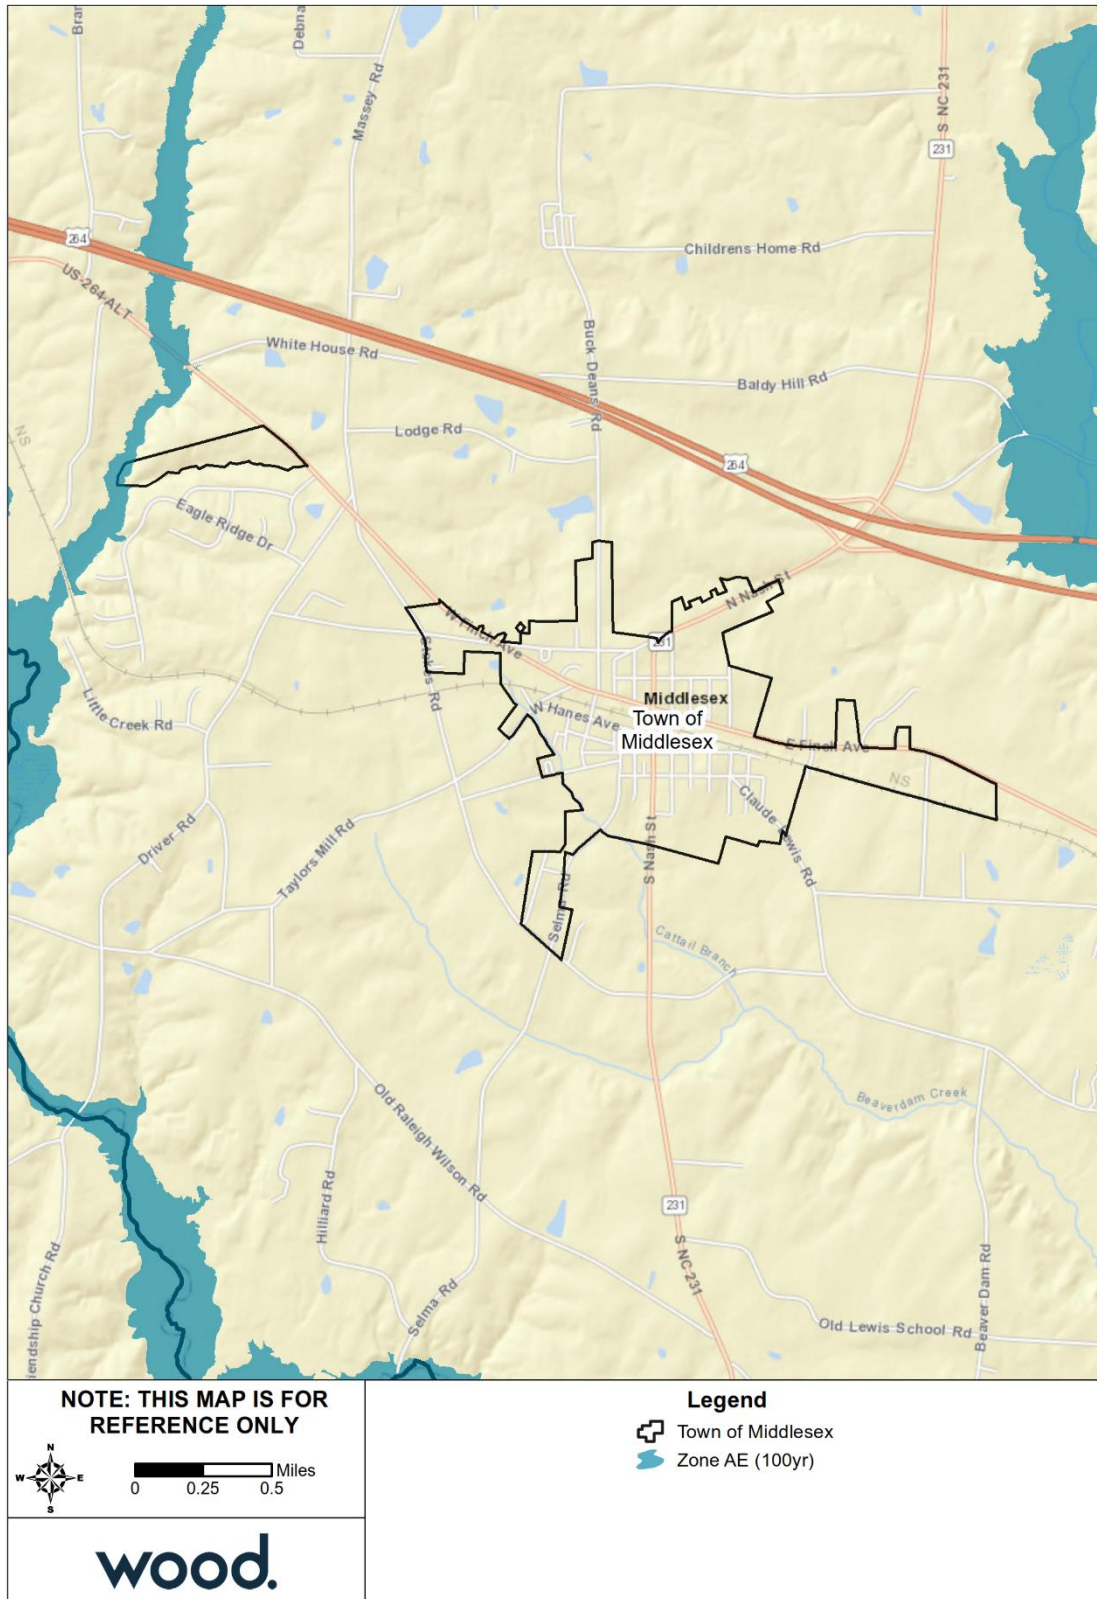 Bran
Debna
Massey Rd
S NC 231
231
264
US-264-ALT
Childrens Home Rd
White House Rd
Buck Deans Rd
Baldy Hill Rd
Lodge Rd
264
NS
Eagle Ridge Dr
N Nash St
W Finch Ave
231
Stakes Rd
Little Creek Rd
W Hanes Ave
Middlesex
Town of
Middlesex
E Finch Ave
NS
Claude Lewis Rd
Driver Rd
Taylors Mill Rd
S Nash St
Selma Rd
Cattail Branch
Old Raleigh Wilson Rd
Beaverdam Creek
Hilliard Rd
231
S NC-231
iendship Church Rd
Selma Rd
Old Lewis School Rd
Beaver Dam Rd
NOTE: THIS MAP IS FOR
REFERENCE ONLY
N
W E
S
Miles
0 0.25 0.5
wood.
Legend
Town of Middlesex
Zone AE (100yr)